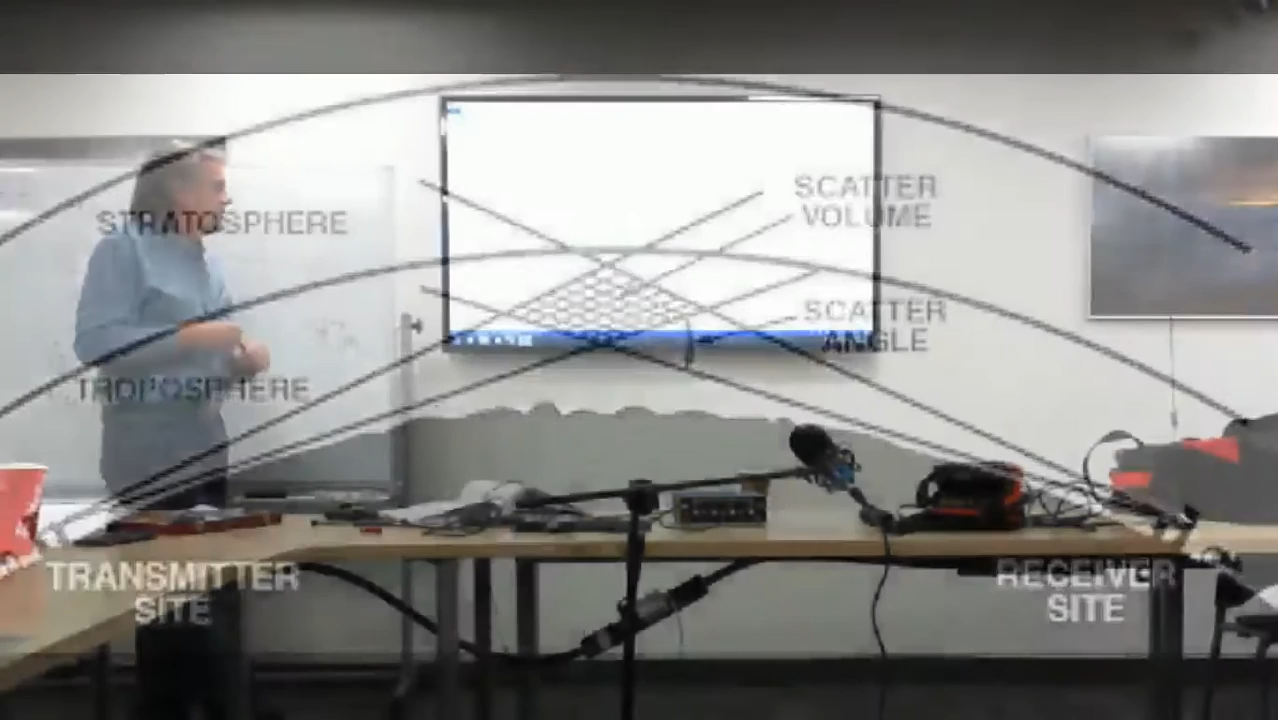 STRATOSPHERE
SCATTER
VOLUME
SCATTER
ANGLE
TROPOSPHERE
TRANSMITTER
SITE
RECEIVER
SITE